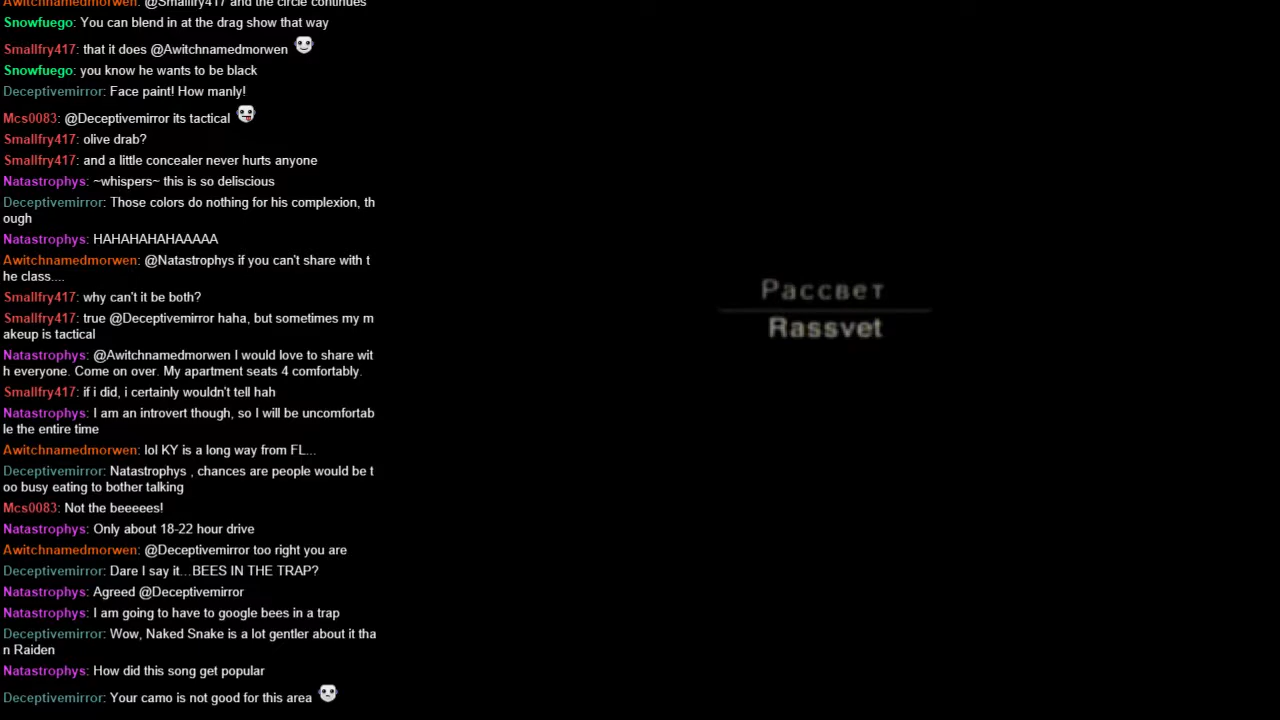 Awitchnamedmorwen: @Smallfry417 and the circle continues
Snowfuego: You can blend in at the drag show that way
Smallfry417: that it does @Awitchnamedmorwen
Snowfuego: you know he wants to be black
Deceptivemirror: Face paint! How manly!
Mcs0083: @Deceptivemirror its tactical
Smallfry417: olive drab?
Smallfry417: and a little concealer never hurts anyone
Natastrophys: ~whispers~ this is so deliscious
Deceptivemirror: Those colors do nothing for his complexion, th
ough
Natastrophys: HAHAHAHAHAAAAA
Awitchnamedmorwen: @Natastrophys if you can't share with t
he class....
Smallfry417: why can't it be both?
Smallfry417: true @Deceptivemirror haha, but sometimes my m
akeup is tactical
Natastrophys: @Awitchnamedmorwen I would love to share wit
h everyone. Come on over. My apartment seats 4 comfortably.
Smallfry417: if i did, i certainly wouldn't tell hah
Natastrophys: I am an introvert though, so I will be uncomfortab
le the entire time
Awitchnamedmorwen: lol KY is a long way from FL...
Deceptivemirror: Natastrophys , chances are people would be t
oo busy eating to bother talking
Mcs0083: Not the beeeees!
Natastrophys: Only about 18-22 hour drive
Awitchnamedmorwen: @Deceptivemirror too right you are
Deceptivemirror: Dare I say it...BEES IN THE TRAP?
Natastrophys: Agreed @Deceptivemirror
Natastrophys: I am going to have to google bees in a trap
Deceptivemirror: Wow, Naked Snake is a lot gentler about it tha
n Raiden
Natastrophys: How did this song get popular
Deceptivemirror: Your camo is not good for this area
Рассвет
Rassvet